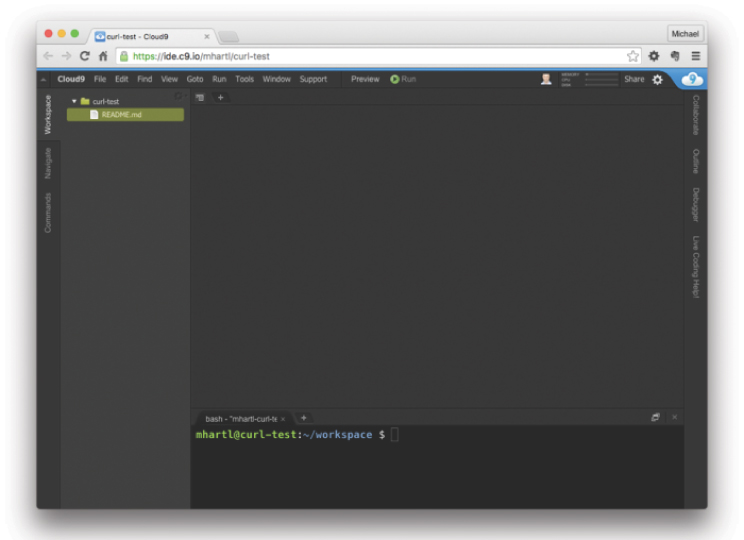 curl-test - Cloud9
Michael
https://ide.c9.io/mhartl/curl-test
Cloud9 File Edit Find View Goto Run Tools Window Support Preview Run
MEMORY
CPU
DISK
Share
Workspace
Navigate
Commands
curl-test
README.md
Collaborate
Outline
Debugger
Live Coding Help!
bash - "mhartl-curl-te
mhartl@curl-test:~/workspace $